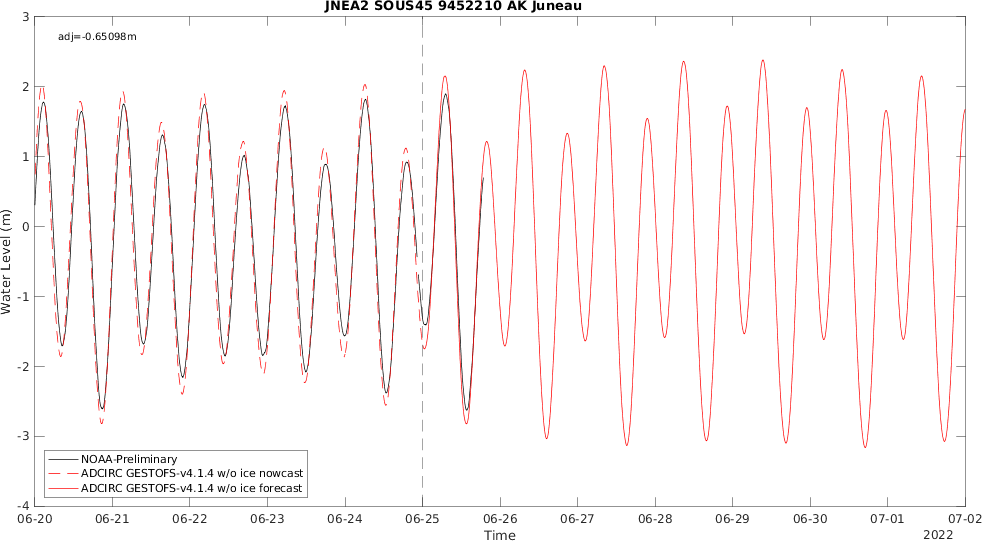 JNEA2 SOUS45 9452210 AK Juneau
adj=-0.65098m
3
2
1
0
-1
-2
-3
-4
Water Level (m)
NOAA-Preliminary
ADCIRC GESTOFS-v4.1.4 w/o ice nowcast
ADCIRC GESTOFS-v4.1.4 w/o ice forecast
06-20 06-21 06-22 06-23 06-24 06-25 06-26 06-27 06-28 06-29 06-30 07-01 07-02
Time
2022